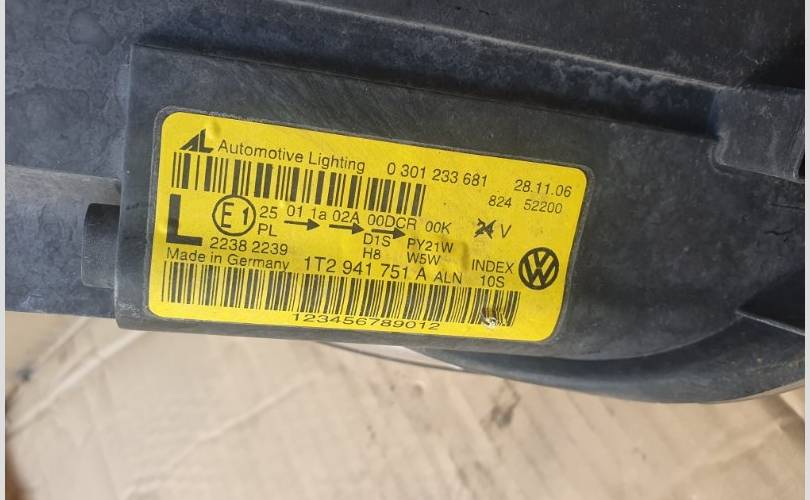 AL Automotive Lighting 0 301 233 681 28.11.06
824 52200
L E1 25 01 1a 02A 00DCR 00K 24 V
PL D1S PY21W
2238 2239 H8 W5W
Made in Germany 1T2 941 751 A ALN INDEX 10S
123456789012